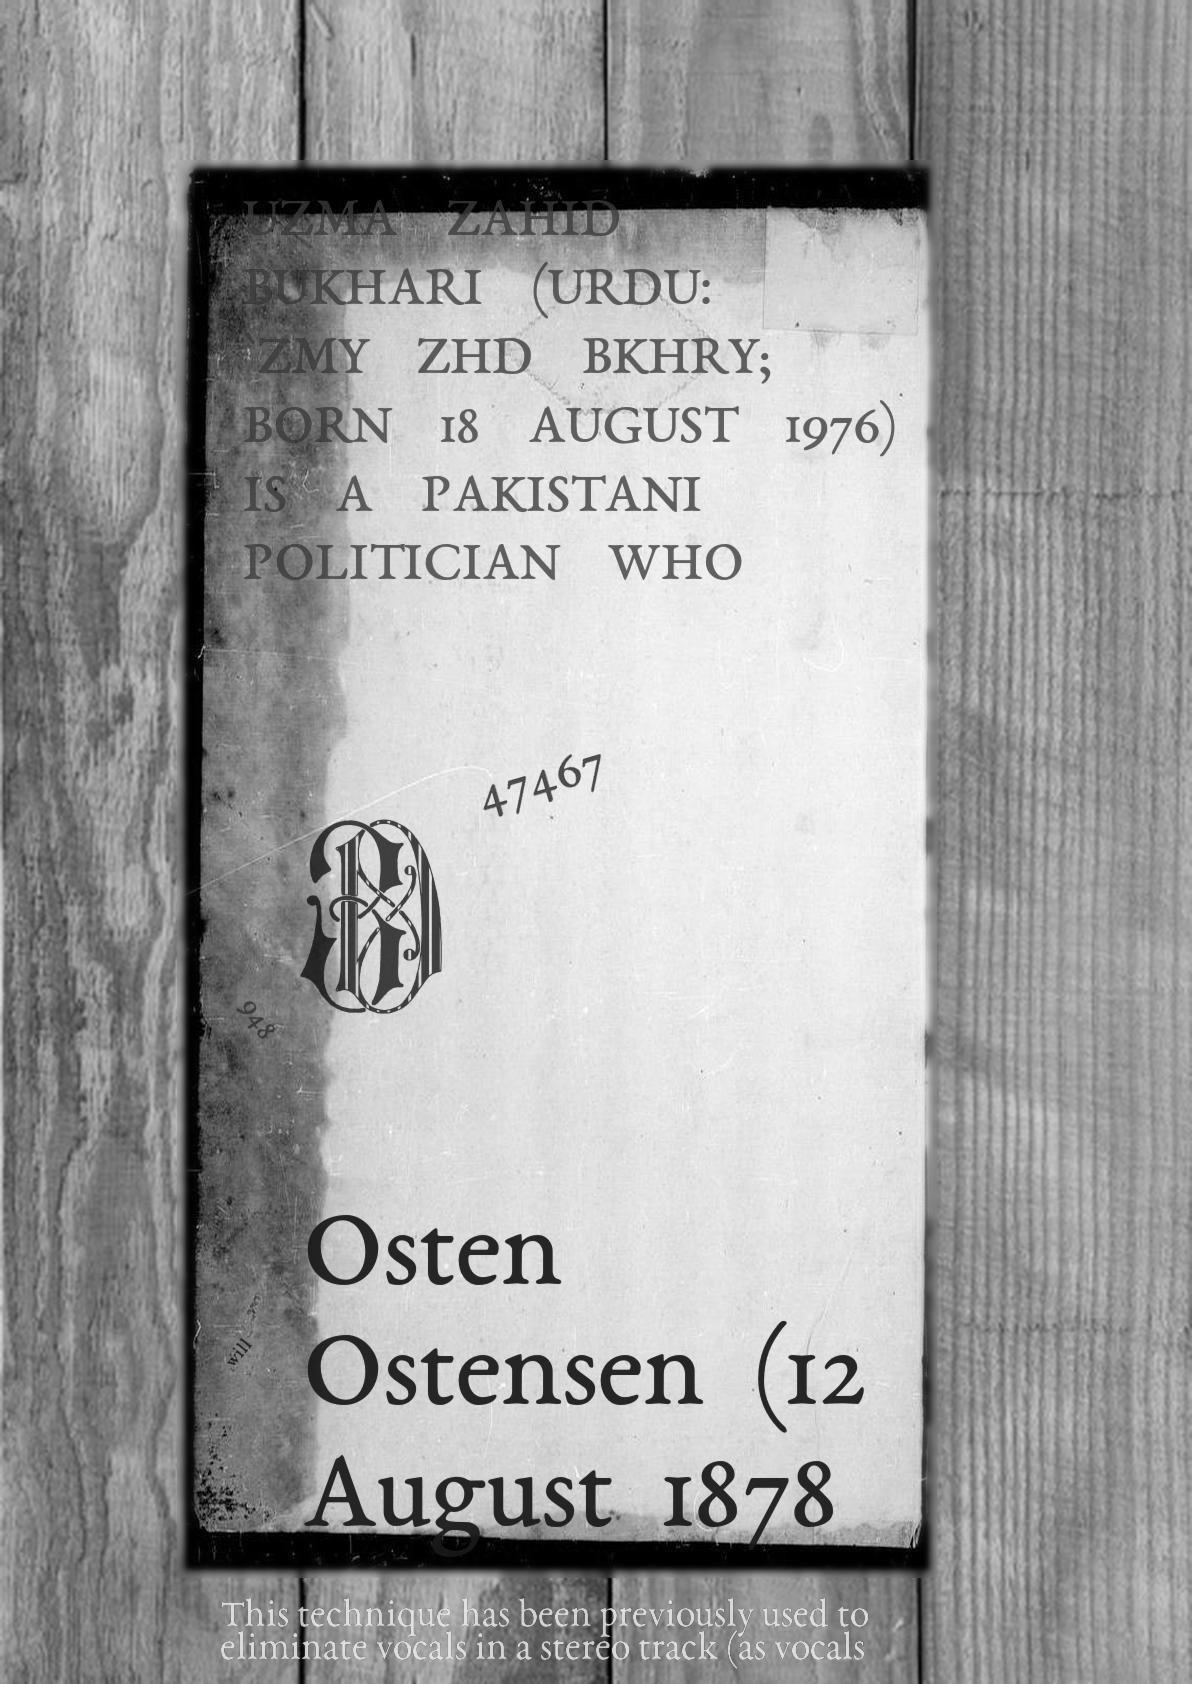 UZMA ZAHID
BUKHARI (URDU:
ZMY ZHD BKHRY;
BORN 18 AUGUST 1976)
IS A PAKISTANI
POLITICIAN WHO
47467
948
will
Osten
Ostensen (12
August 1878
This technique has been previously used to
eliminate vocals in a stereo track (as vocals